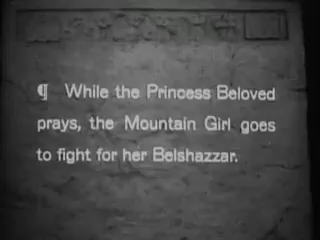 ¶ While the Princess Beloved
prays, the Mountain Girl goes
to fight for her Belshazzar.